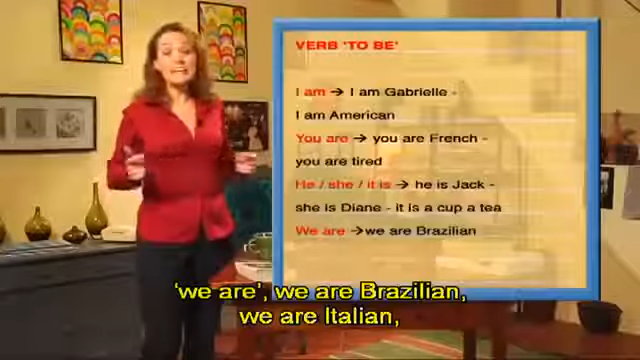 VERB 'TO BE'
I am → I am Gabrielle -
I am American
You are → you are French -
you are tired
He / she / it is → he is Jack -
she is Diane - it is a cup a tea
We are → we are Brazilian
'we are', we are Brazilian,
we are Italian,